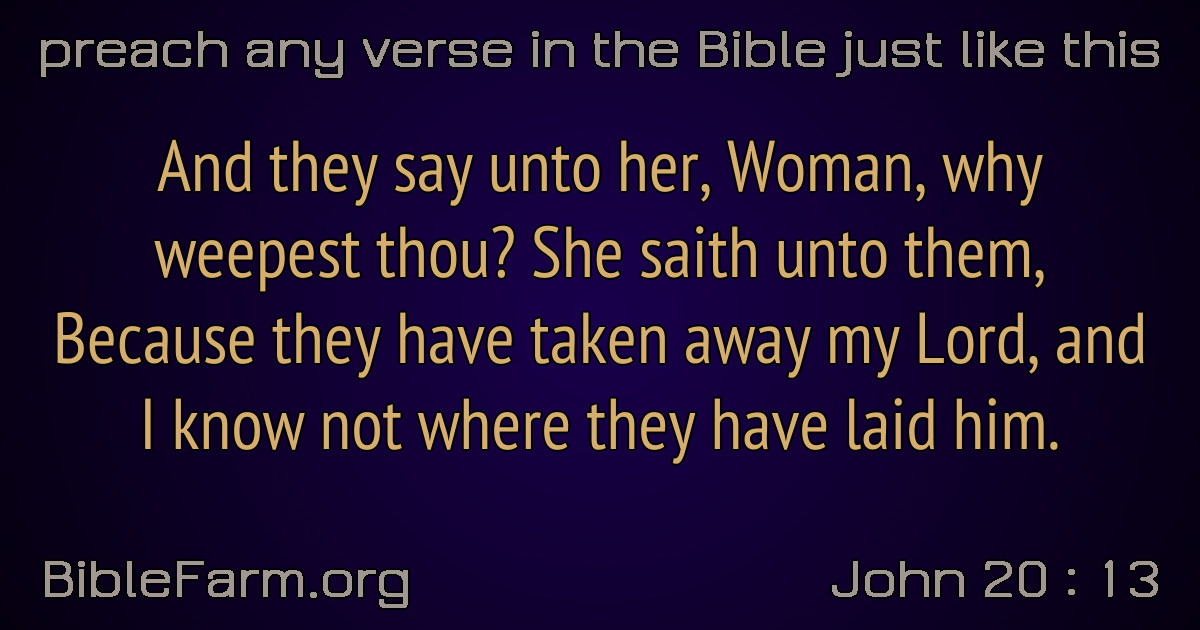 preach any verse in the Bible just like this
And they say unto her, Woman, why
weepest thou? She saith unto them,
Because they have taken away my Lord, and
I know not where they have laid him.
BibleFarm.org
John 20 : 13